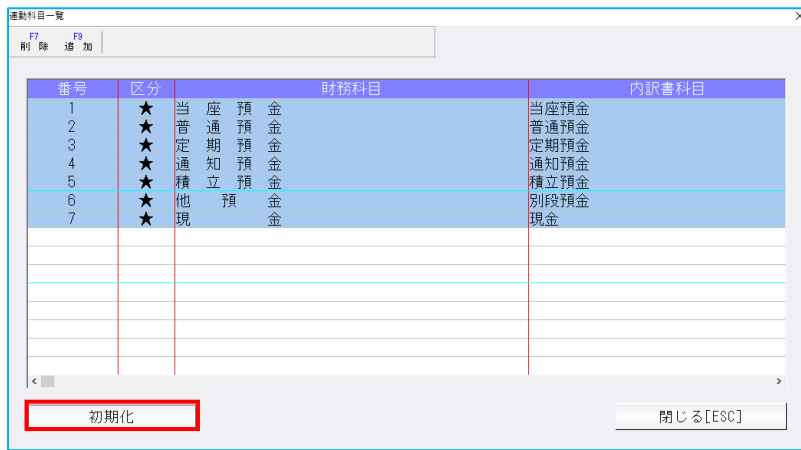 連動科目一覧
F7 F9
削 除 追 加
番号 区分 財務科目 内訳書科目
1 ★ 当 座 預 金 当座預金
2 ★ 普 通 預 金 普通預金
3 ★ 定 期 預 金 定期預金
4 ★ 通 知 預 金 通知預金
5 ★ 積 立 預 金 積立預金
6 ★ 他 預 金 別段預金
7 ★ 現 金 現金
初期化 閉じる[ESC]